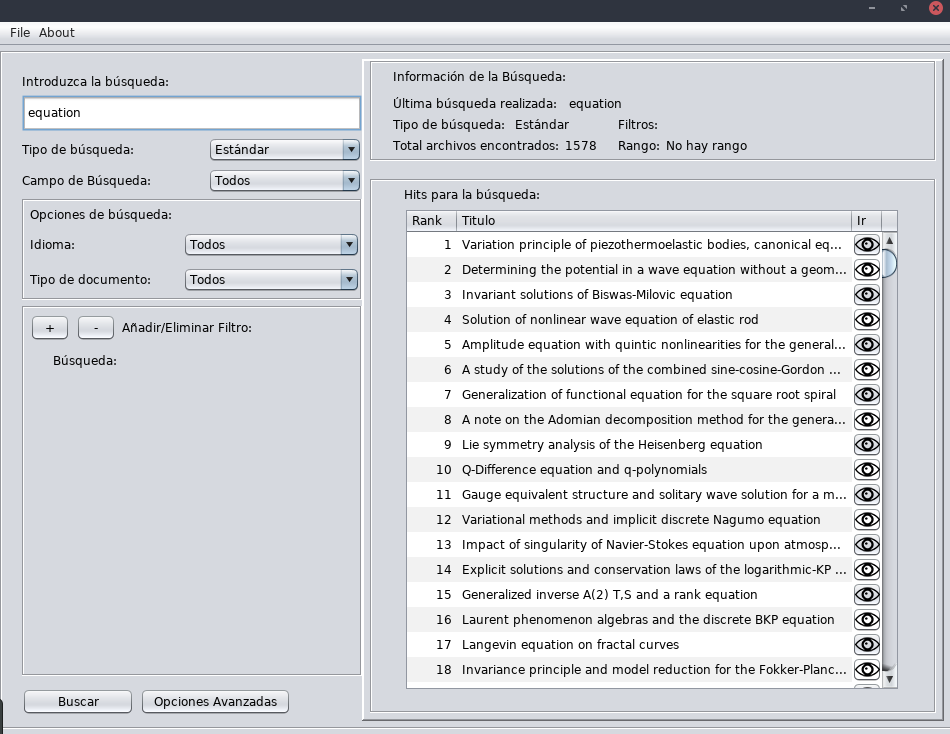 File About
Introduzca la búsqueda:
equation
Tipo de búsqueda: Estándar
Campo de Búsqueda: Todos
Opciones de búsqueda:
Idioma: Todos
Tipo de documento: Todos
+ - Añadir/Eliminar Filtro:
Búsqueda:
Buscar Opciones Avanzadas
Información de la Búsqueda:
Última búsqueda realizada: equation
Tipo de búsqueda: Estándar Filtros:
Total archivos encontrados: 1578 Rango: No hay rango
Hits para la búsqueda:
Rank Titulo Ir
1 Variation principle of piezothermoelastic bodies, canonical eq...
2 Determining the potential in a wave equation without a geom...
3 Invariant solutions of Biswas-Milovic equation
4 Solution of nonlinear wave equation of elastic rod
5 Amplitude equation with quintic nonlinearities for the general...
6 A study of the solutions of the combined sine-cosine-Gordon ...
7 Generalization of functional equation for the square root spiral
8 A note on the Adomian decomposition method for the genera...
9 Lie symmetry analysis of the Heisenberg equation
10 Q-Difference equation and q-polynomials
11 Gauge equivalent structure and solitary wave solution for a m...
12 Variational methods and implicit discrete Nagumo equation
13 Impact of singularity of Navier-Stokes equation upon atmosp...
14 Explicit solutions and conservation laws of the logarithmic-KP ...
15 Generalized inverse A(2) T,S and a rank equation
16 Laurent phenomenon algebras and the discrete BKP equation
17 Langevin equation on fractal curves
18 Invariance principle and model reduction for the Fokker-Planc...